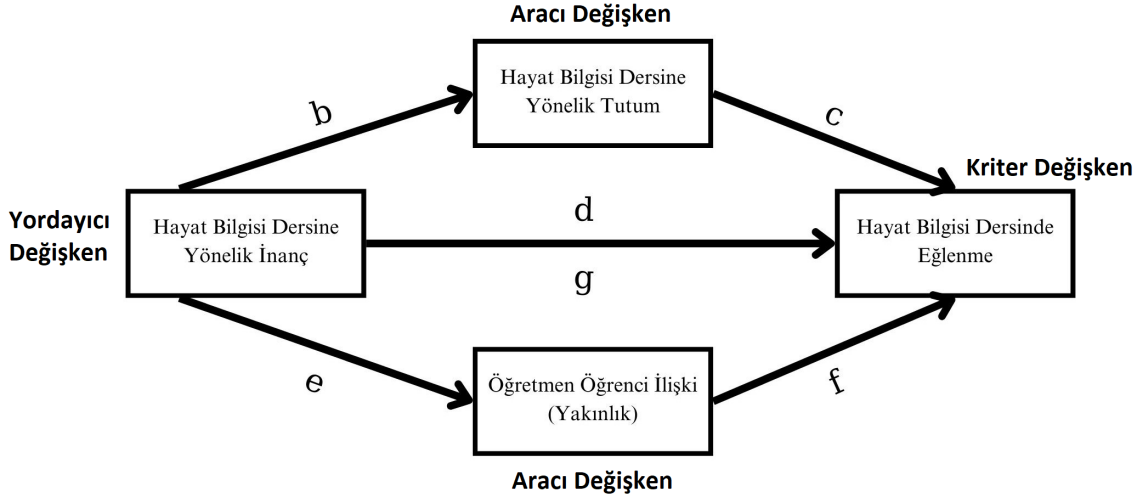 Aracı Değişken
Hayat Bilgisi Dersine
Yönelik Tutum
b
c
Kriter Değişken
Yordayıcı
Değişken
Hayat Bilgisi Dersine
Yönelik İnanç
d
g
Hayat Bilgisi Dersinde
Eğlenme
e
f
Öğretmen Öğrenci İlişki
(Yakınlık)
Aracı Değişken